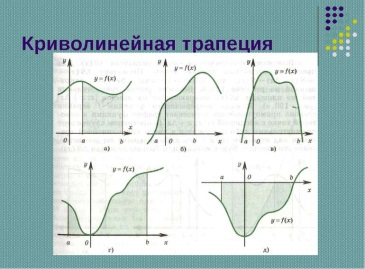 Криволинейная трапеция
y
y = f(x)
0 a b x
а)
y
y = f(x)
a 0 b x
б)
y
y = f(x)
a 0 b x
в)
y
y = f(x)
a 0 b x
г)
y
a 0 b x
y = f(x)
д)